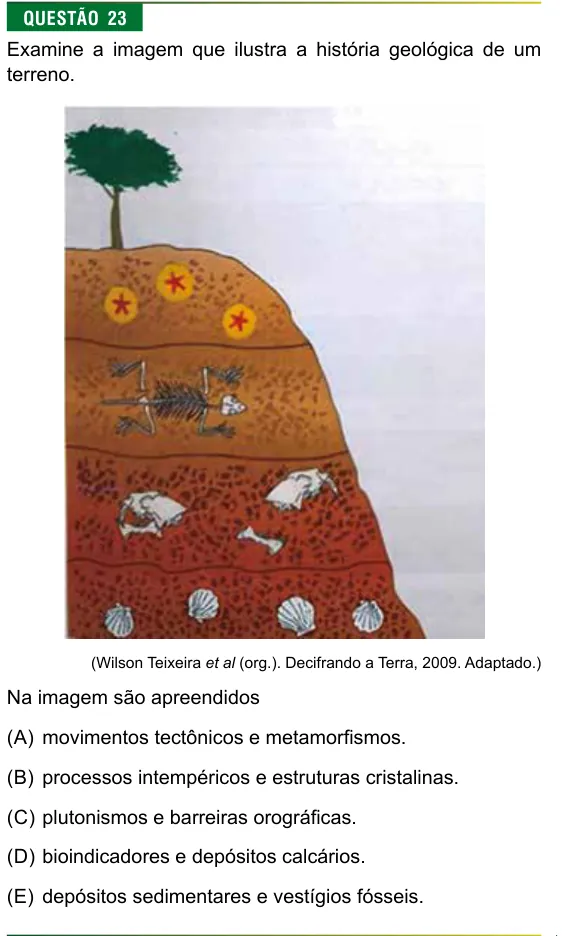 QUESTÃO 23
Examine a imagem que ilustra a história geológica de um
terreno.
(Wilson Teixeira et al (org.). Decifrando a Terra, 2009. Adaptado.)
Na imagem são apreendidos
(A) movimentos tectônicos e metamorfismos.
(B) processos intempéricos e estruturas cristalinas.
(C) plutonismos e barreiras orográficas.
(D) bioindicadores e depósitos calcários.
(E) depósitos sedimentares e vestígios fósseis.